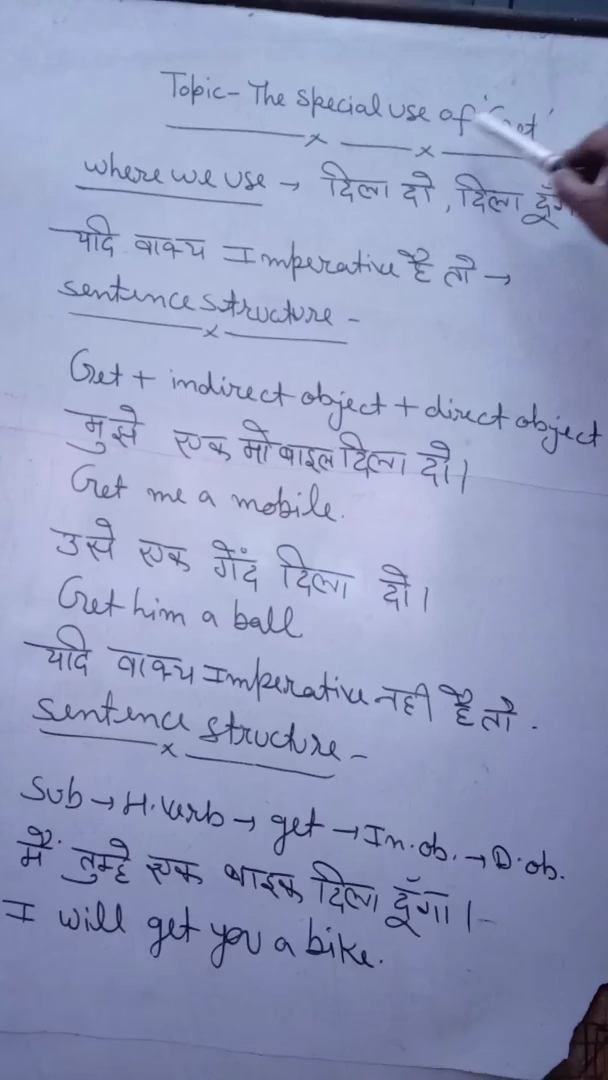 Topic- The special use of 'Get'
where we use → दिला दो, दिला दूँगा
यदि वाक्य Imperative है तो →
sentence structure -
Get + indirect object + direct object
मुझे एक मोबाइल दिला दो।
Get me a mobile.
उसे एक गेंद दिला दो।
Get him a ball
यदि वाक्य Imperative नही है तो -
sentence structure -
Sub → H.Verb → get → In.ob. → D.ob.
मैं तुम्हे एक बाइक दिला दूँगा।-
I will get you a bike.